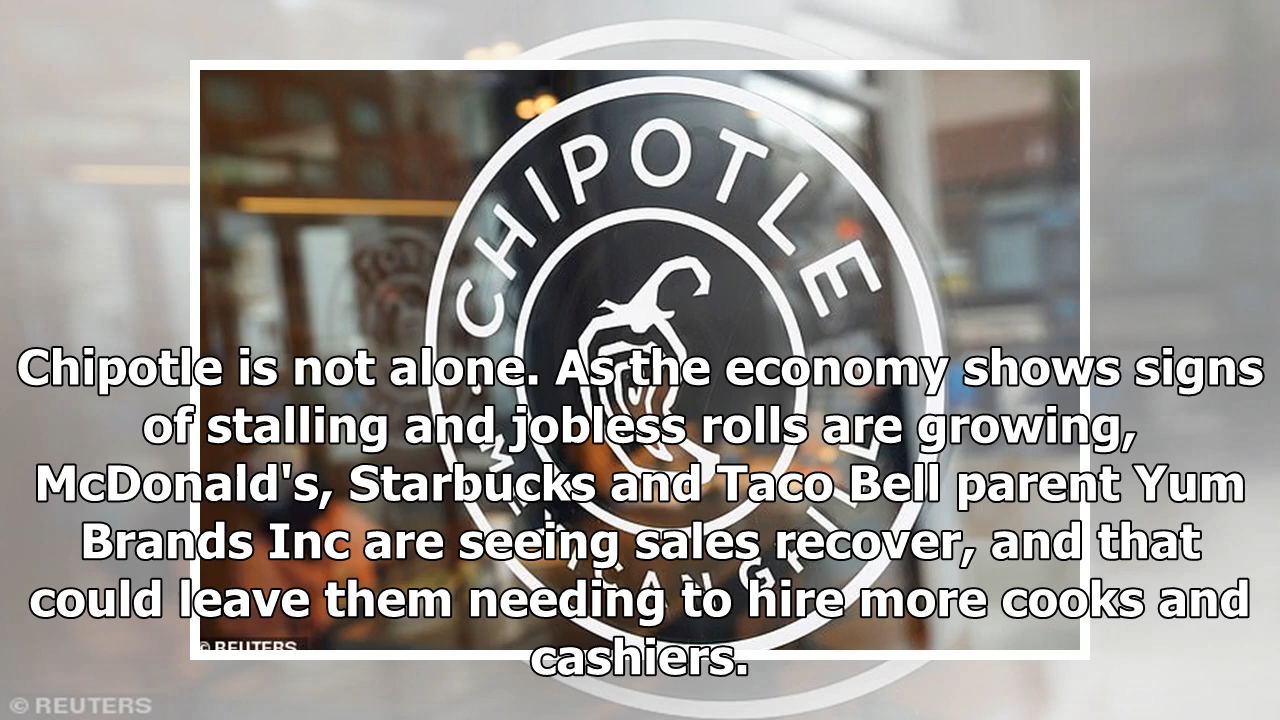 CHIPOTLE
Chipotle is not alone. As the economy shows signs
of stalling and jobless rolls are growing,
McDonald's, Starbucks and Taco Bell parent Yum
Brands Inc are seeing sales recover, and that
could leave them needing to hire more cooks and
cashiers.
© REUTERS
© REUTERS